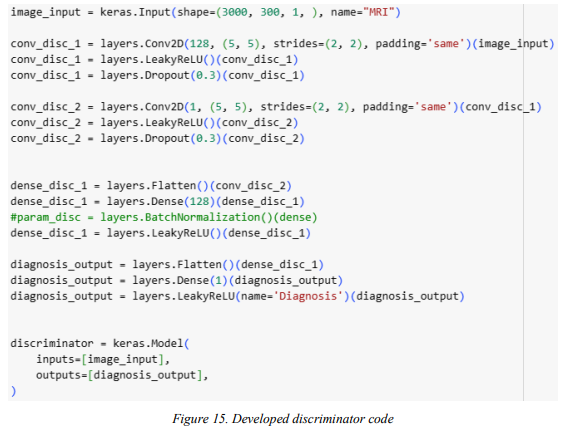 image_input = keras.Input(shape=(3000, 300, 1, ), name="MRI")
conv_disc_1 = layers.Conv2D(128, (5, 5), strides=(2, 2), padding='same')(image_input)
conv_disc_1 = layers.LeakyReLU()(conv_disc_1)
conv_disc_1 = layers.Dropout(0.3)(conv_disc_1)
conv_disc_2 = layers.Conv2D(1, (5, 5), strides=(2, 2), padding='same')(conv_disc_1)
conv_disc_2 = layers.LeakyReLU()(conv_disc_2)
conv_disc_2 = layers.Dropout(0.3)(conv_disc_2)
dense_disc_1 = layers.Flatten()(conv_disc_2)
dense_disc_1 = layers.Dense(128)(dense_disc_1)
#param_disc = layers.BatchNormalization()(dense)
dense_disc_1 = layers.LeakyReLU()(dense_disc_1)
diagnosis_output = layers.Flatten()(dense_disc_1)
diagnosis_output = layers.Dense(1)(diagnosis_output)
diagnosis_output = layers.LeakyReLU(name='Diagnosis')(diagnosis_output)
discriminator = keras.Model(
    inputs=[image_input],
    outputs=[diagnosis_output],
)
Figure 15. Developed discriminator code